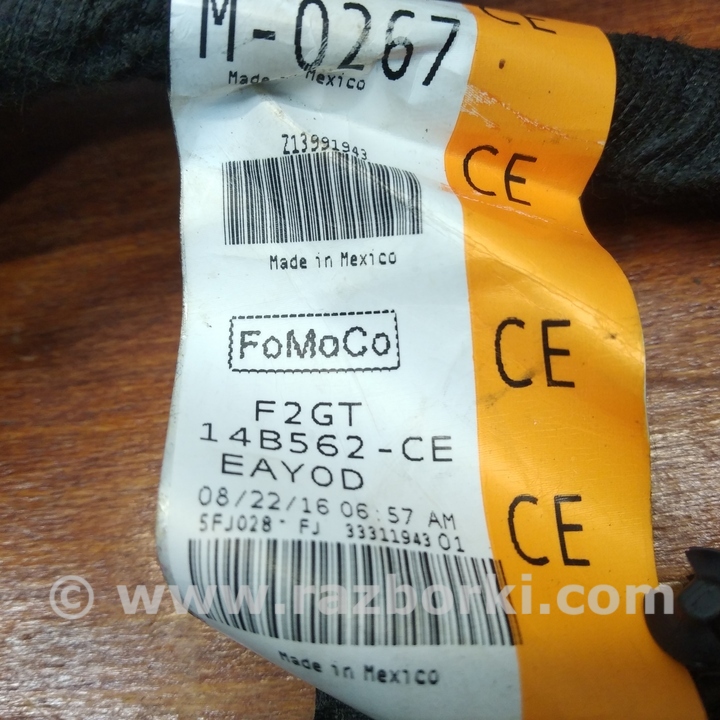 M-0267
CE
Made in Mexico
Z13991943
CE
Made in Mexico
FoMoCo
CE
F2GT
14B562-CE
EAYOD
08/22/16 06:57 AM
CE
5FJ028 FJ 33311943 01
© www.razborki.com
Made in Mexico